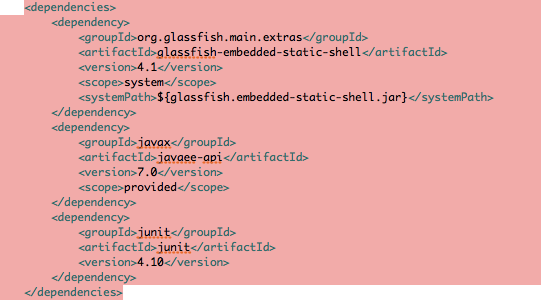 <dependencies>
<dependency>
<groupId>org.glassfish.main.extras</groupId>
<artifactId>glassfish-embedded-static-shell</artifactId>
<version>4.1</version>
<scope>system</scope>
<systemPath>${glassfish.embedded-static-shell.jar}</systemPath>
</dependency>
<dependency>
<groupId>javax</groupId>
<artifactId>javaee-api</artifactId>
<version>7.0</version>
<scope>provided</scope>
</dependency>
<dependency>
<groupId>junit</groupId>
<artifactId>junit</artifactId>
<version>4.10</version>
</dependency>
</dependencies>